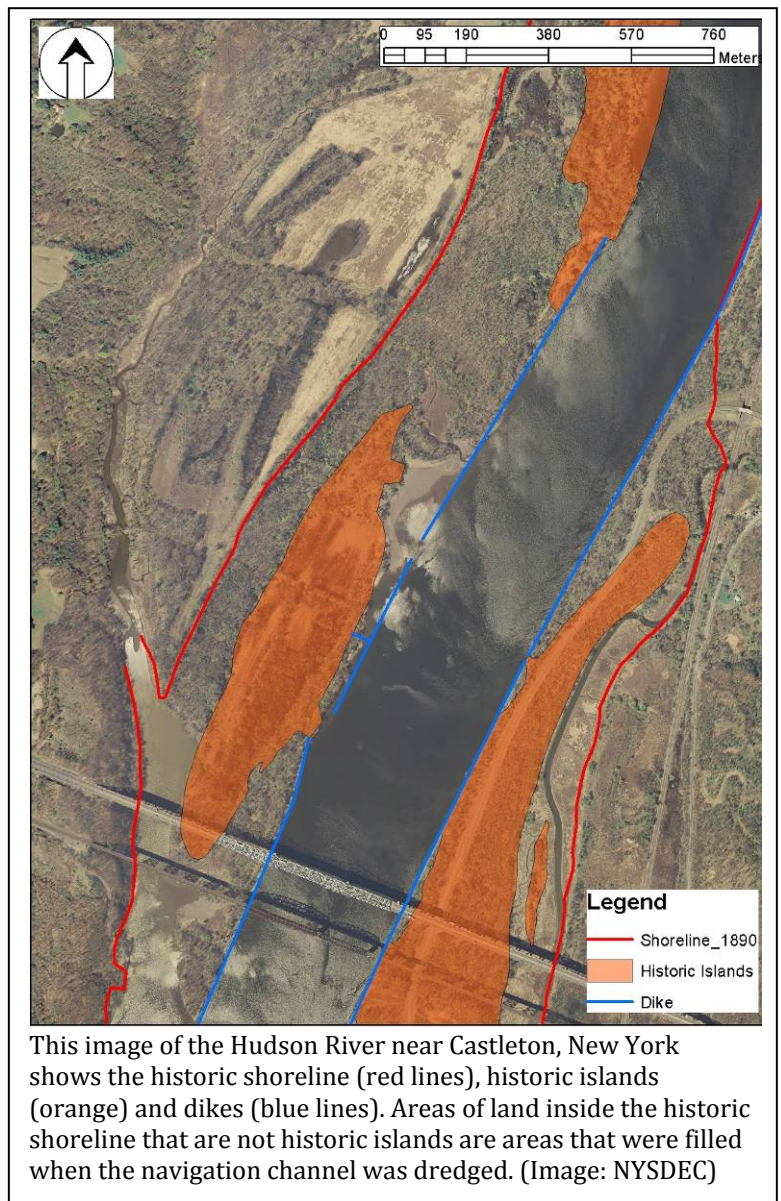 0 95 190 380 570 760
Meters
Legend
Shoreline_1890
Historic Islands
Dike
This image of the Hudson River near Castleton, New York
shows the historic shoreline (red lines), historic islands
(orange) and dikes (blue lines). Areas of land inside the historic
shoreline that are not historic islands are areas that were filled
when the navigation channel was dredged. (Image: NYSDEC)